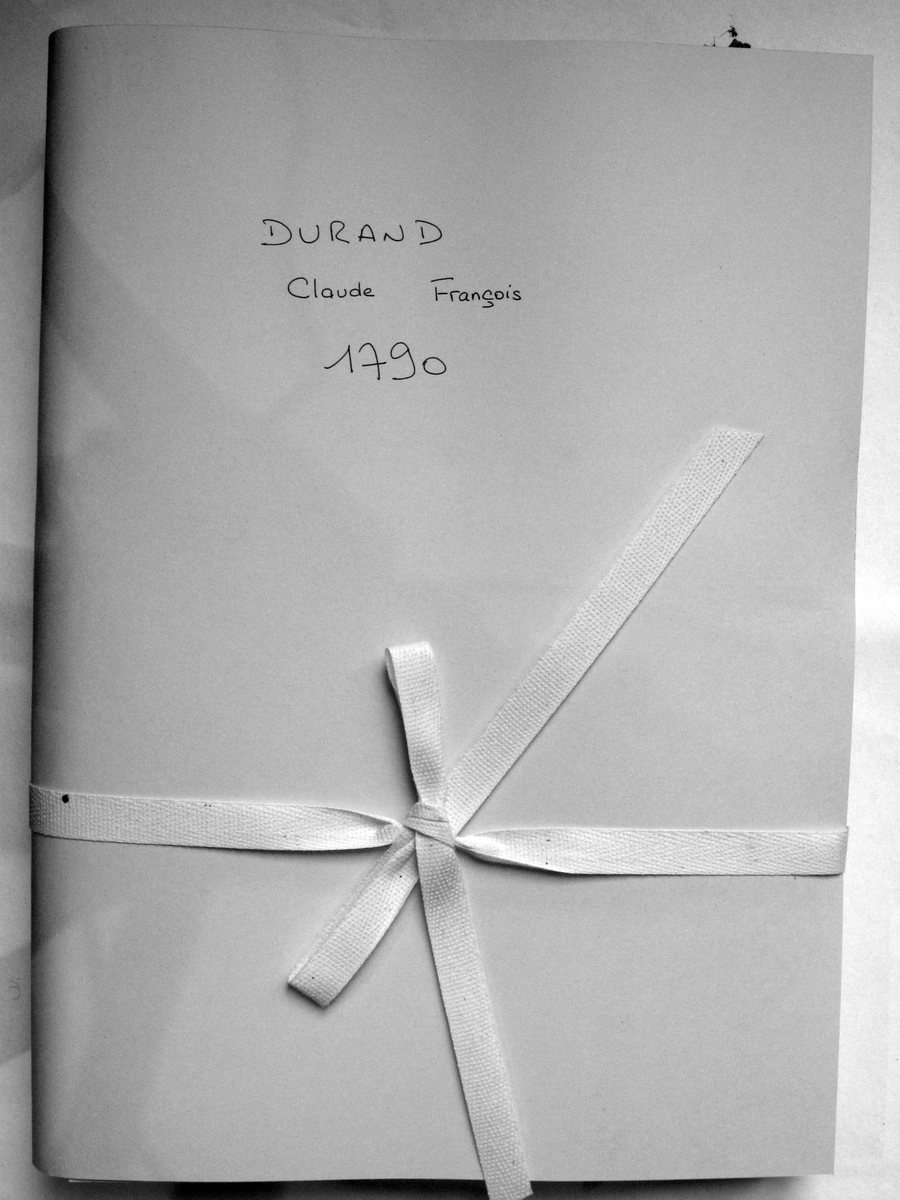 DURAND
Claude François
1790